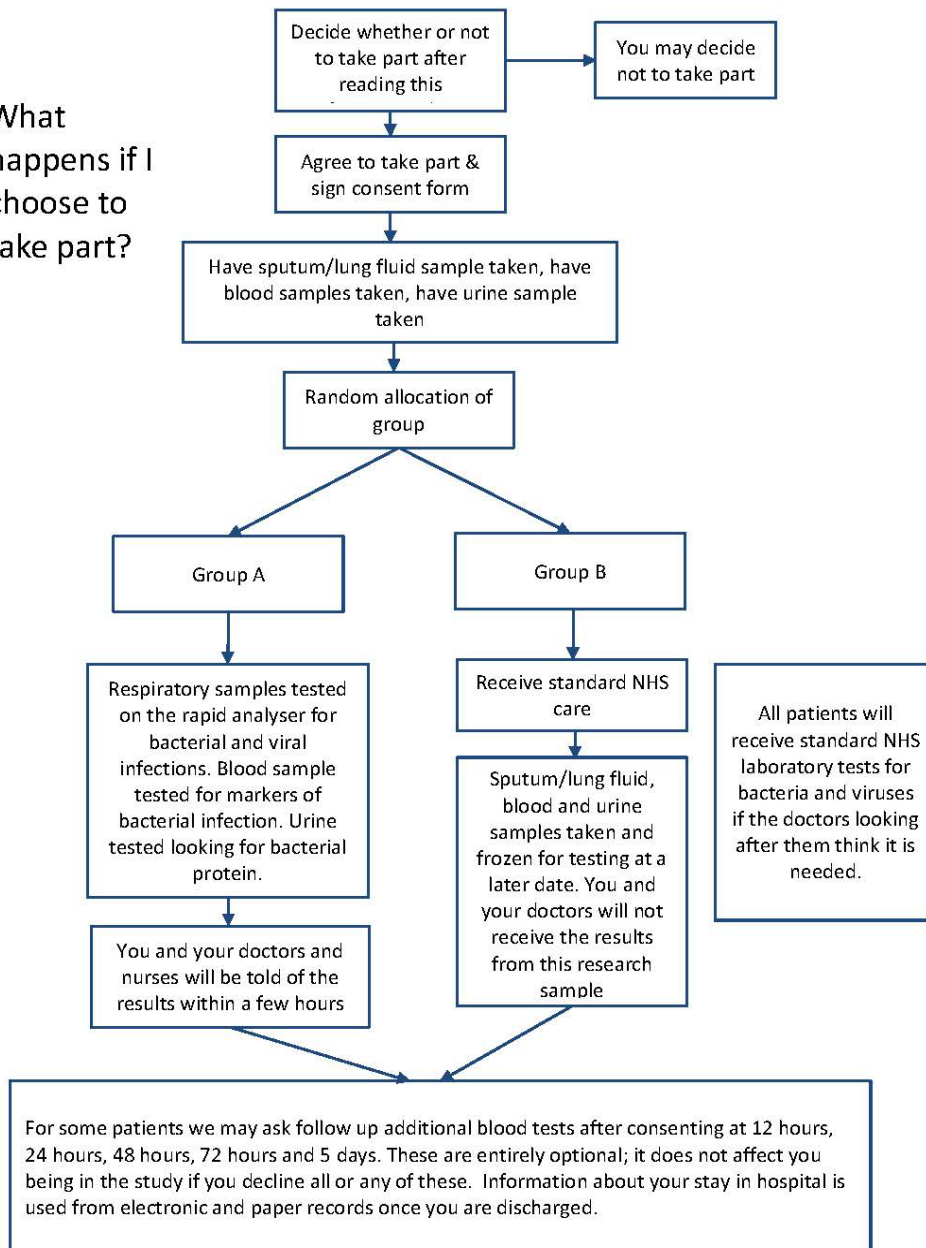 Decide whether or not
to take part after
reading this
You may decide
not to take part
What
happens if I
choose to
take part?
Agree to take part &
sign consent form
Have sputum/lung fluid sample taken, have
blood samples taken, have urine sample
taken
Random allocation of
group
Group A
Group B
Respiratory samples tested
on the rapid analyser for
bacterial and viral
infections. Blood sample
tested for markers of
bacterial infection. Urine
tested looking for bacterial
protein.
Receive standard NHS
care
Sputum/lung fluid,
blood and urine
samples taken and
frozen for testing at a
later date. You and
your doctors will not
receive the results
from this research
sample
All patients will
receive standard NHS
laboratory tests for
bacteria and viruses
if the doctors looking
after them think it is
needed.
You and your doctors and
nurses will be told of the
results within a few hours
For some patients we may ask follow up additional blood tests after consenting at 12 hours,
24 hours, 48 hours, 72 hours and 5 days. These are entirely optional; it does not affect you
being in the study if you decline all or any of these.  Information about your stay in hospital is
used from electronic and paper records once you are discharged.